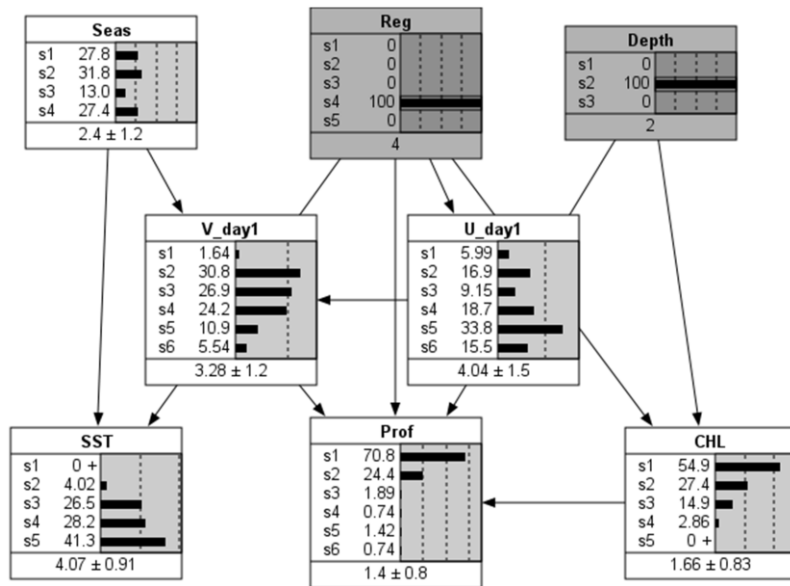 Seas
s1 27.8
s2 31.8
s3 13.0
s4 27.4
2.4 ± 1.2
Reg
s1 0
s2 0
s3 0
s4 100
s5 0
4
Depth
s1 0
s2 100
s3 0
2
V_day1
s1 1.64
s2 30.8
s3 26.9
s4 24.2
s5 10.9
s6 5.54
3.28 ± 1.2
U_day1
s1 5.99
s2 16.9
s3 9.15
s4 18.7
s5 33.8
s6 15.5
4.04 ± 1.5
SST
s1 0 +
s2 4.02
s3 26.5
s4 28.2
s5 41.3
4.07 ± 0.91
Prof
s1 70.8
s2 24.4
s3 1.89
s4 0.74
s5 1.42
s6 0.74
1.4 ± 0.8
CHL
s1 54.9
s2 27.4
s3 14.9
s4 2.86
s5 0 +
1.66 ± 0.83